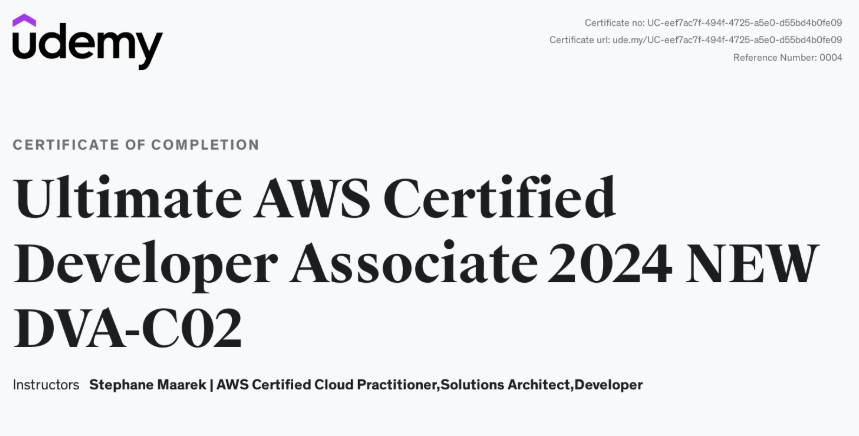 udemy
Certificate no: UC-eef7ac7f-494f-4725-a5e0-d55bd4b0fe09
Certificate url: ude.my/UC-eef7ac7f-494f-4725-a5e0-d55bd4b0fe09
Reference Number: 0004
CERTIFICATE OF COMPLETION
Ultimate AWS Certified
Developer Associate 2024 NEW
DVA-C02
Instructors Stephane Maarek | AWS Certified Cloud Practitioner,Solutions Architect,Developer